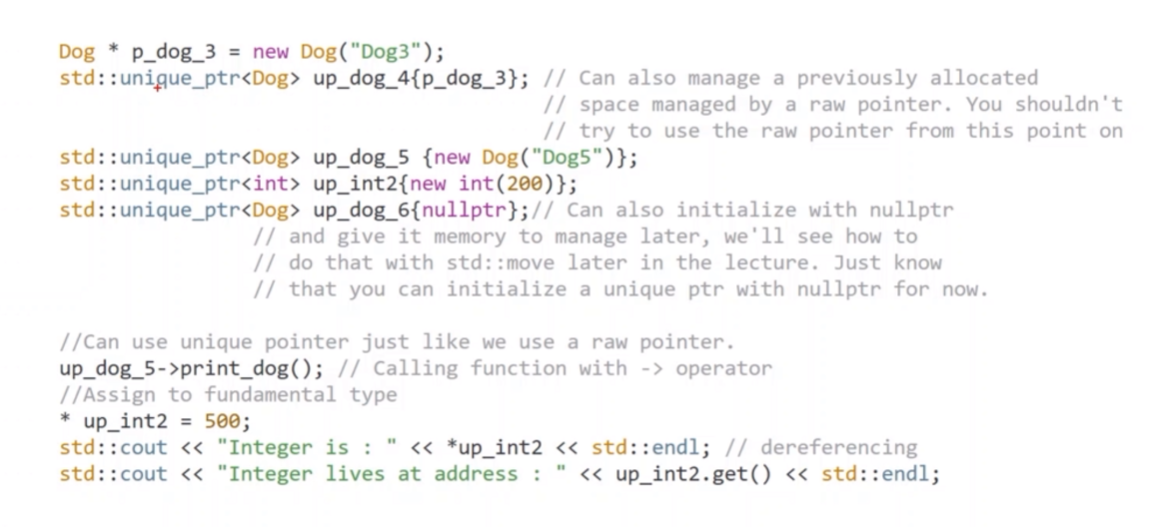 Dog * p_dog_3 = new Dog("Dog3");
std::unique_ptr<Dog> up_dog_4{p_dog_3}; // Can also manage a previously allocated
// space managed by a raw pointer. You shouldn't
// try to use the raw pointer from this point on
std::unique_ptr<Dog> up_dog_5 {new Dog("Dog5")};
std::unique_ptr<int> up_int2{new int(200)};
std::unique_ptr<Dog> up_dog_6{nullptr};// Can also initialize with nullptr
// and give it memory to manage later, we'll see how to
// do that with std::move later in the lecture. Just know
// that you can initialize a unique ptr with nullptr for now.
//Can use unique pointer just like we use a raw pointer.
up_dog_5->print_dog(); // Calling function with -> operator
//Assign to fundamental type
* up_int2 = 500;
std::cout << "Integer is : " << *up_int2 << std::endl; // dereferencing
std::cout << "Integer lives at address : " << up_int2.get() << std::endl;